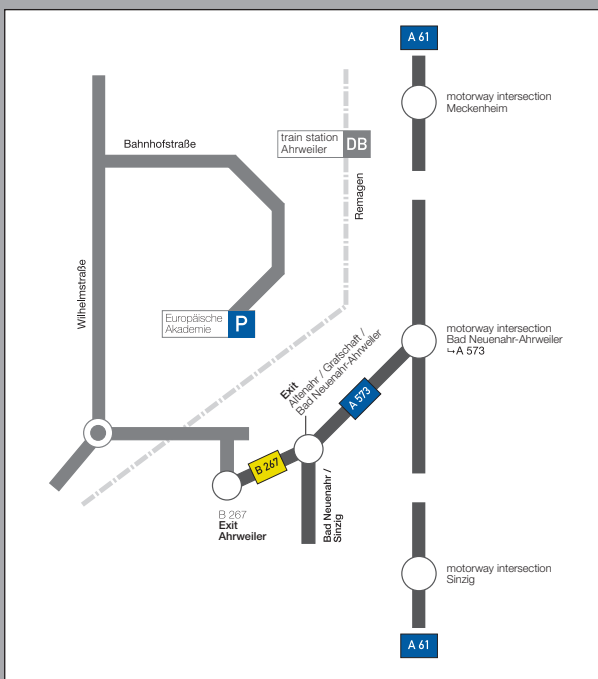 A 61
motorway intersection
Meckenheim
Bahnhofstraße
train station
Ahrweiler
DB
Remagen
Wilhelmstraße
Europäische
Akademie
P
motorway intersection
Bad Neuenahr-Ahrweiler
↪A 573
Exit
Altenahr / Grafschaft /
Bad Neuenahr-Ahrweiler
A 573
B 267
B 267
Exit
Ahrweiler
Bad Neuenahr /
Sinzig
motorway intersection
Sinzig
A 61